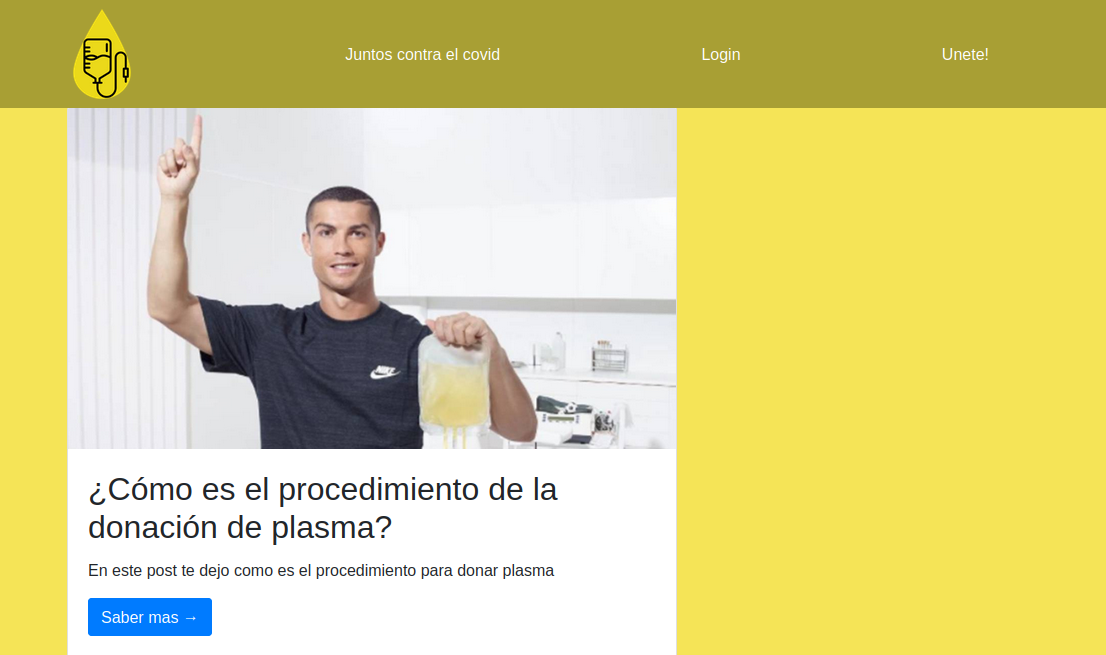 Juntos contra el covid
Login
Unete!
NIKE
¿Cómo es el procedimiento de la
donación de plasma?
En este post te dejo como es el procedimiento para donar plasma
Saber mas →